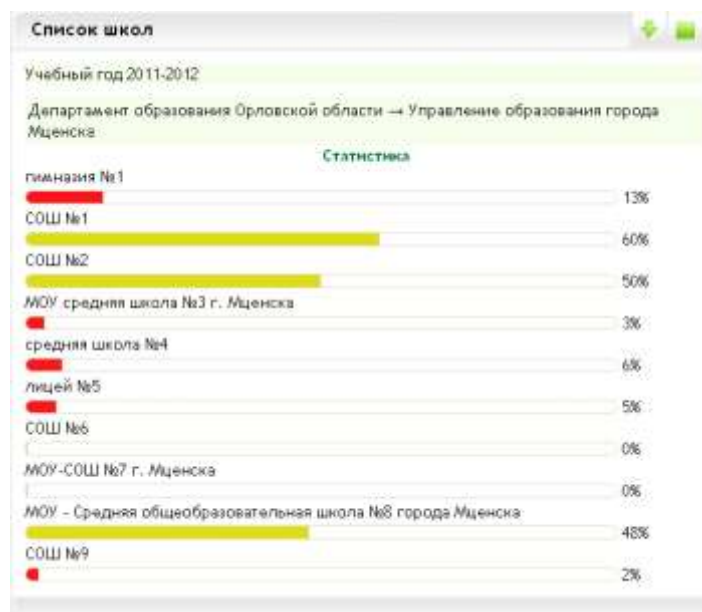 Список школ
Учебный год 2011-2012
Департамент образования Орловской области → Управление образования города
Мценска
Статистика
гимназия №1
13%
СОШ №1
60%
СОШ №2
50%
МОУ средняя школа №3 г. Мценска
3%
средняя школа №4
6%
лицей №5
5%
СОШ №6
0%
МОУ-СОШ №7 г. Мценска
0%
МОУ - Средняя общеобразовательная школа №8 города Мценска
48%
СОШ №9
2%